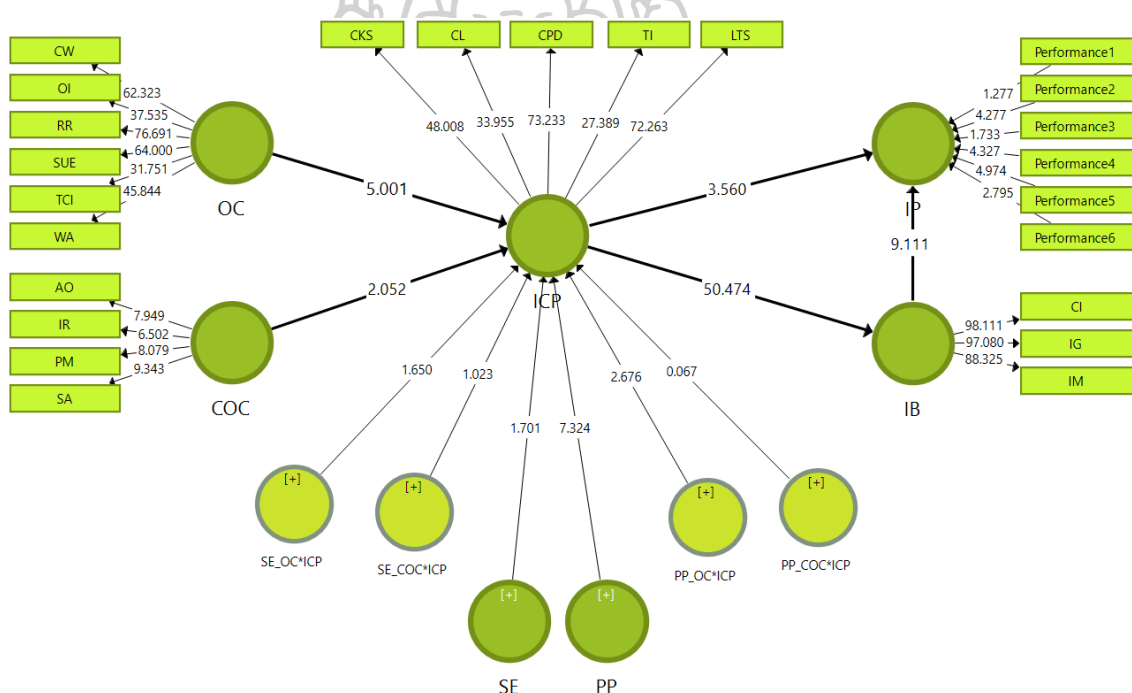 CKS
CL
CPD
TI
LTS
CW
OI
RR
SUE
TCI
WA
62.323
37.535
76.691
64.000
31.751
45.844
OC
48.008
33.955
73.233
27.389
72.263
Performance1
Performance2
Performance3
Performance4
Performance5
Performance6
1.277
4.277
1.733
4.327
4.974
2.795
IP
5.001
3.560
9.111
AO
IR
PM
SA
7.949
6.502
8.079
9.343
COC
2.052
ICP
50.474
CI
IG
IM
98.111
97.080
88.325
IB
1.650
1.023
1.701
7.324
2.676
0.067
[+]
SE_OC*ICP
[+]
SE_COC*ICP
[+]
PP_OC*ICP
[+]
PP_COC*ICP
[+]
SE
[+]
PP